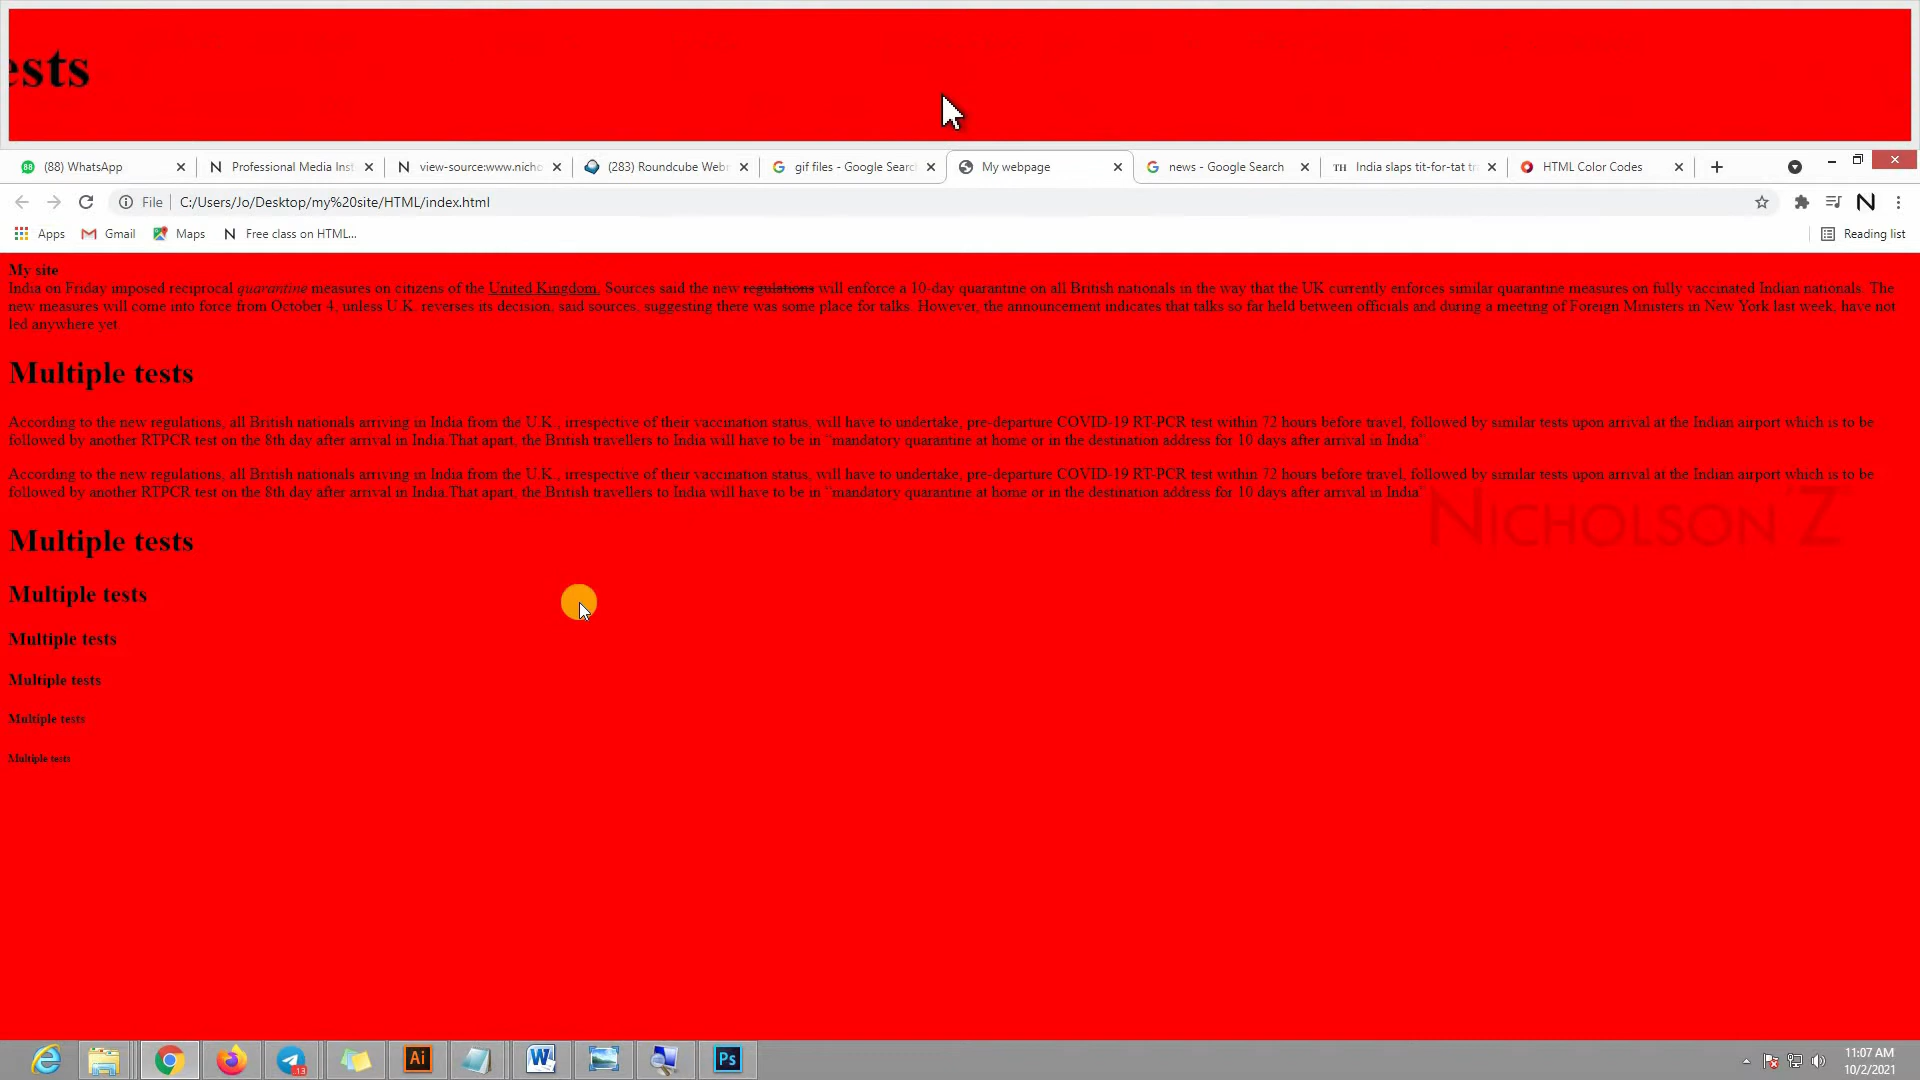 ests
(88) WhatsApp
Professional Media Inst
view-source:www.nicho
(283) Roundcube Webr
gif files - Google Search
My webpage
news - Google Search
TH India slaps tit-for-tat tr
HTML Color Codes
File C:/Users/Jo/Desktop/my%20site/HTML/index.html
Apps Gmail Maps N Free class on HTML... Reading list
My site
India on Friday imposed reciprocal quarantine measures on citizens of the United Kingdom. Sources said the new regulations will enforce a 10-day quarantine on all British nationals in the way that the UK currently enforces similar quarantine measures on fully vaccinated Indian nationals. The
new measures will come into force from October 4, unless U.K. reverses its decision, said sources, suggesting there was some place for talks. However, the announcement indicates that talks so far held between officials and during a meeting of Foreign Ministers in New York last week, have not
led anywhere yet.
Multiple tests
According to the new regulations, all British nationals arriving in India from the U.K., irrespective of their vaccination status, will have to undertake, pre-departure COVID-19 RT-PCR test within 72 hours before travel, followed by similar tests upon arrival at the Indian airport which is to be
followed by another RTPCR test on the 8th day after arrival in India.That apart, the British travellers to India will have to be in “mandatory quarantine at home or in the destination address for 10 days after arrival in India”.
According to the new regulations, all British nationals arriving in India from the U.K., irrespective of their vaccination status, will have to undertake, pre-departure COVID-19 RT-PCR test within 72 hours before travel, followed by similar tests upon arrival at the Indian airport which is to be
followed by another RTPCR test on the 8th day after arrival in India.That apart, the British travellers to India will have to be in “mandatory quarantine at home or in the destination address for 10 days after arrival in India”.
NICHOLSON Z
Multiple tests
Multiple tests
Multiple tests
Multiple tests
Multiple tests
Multiple tests
Ai W Ps
13
11:07 AM
10/2/2021